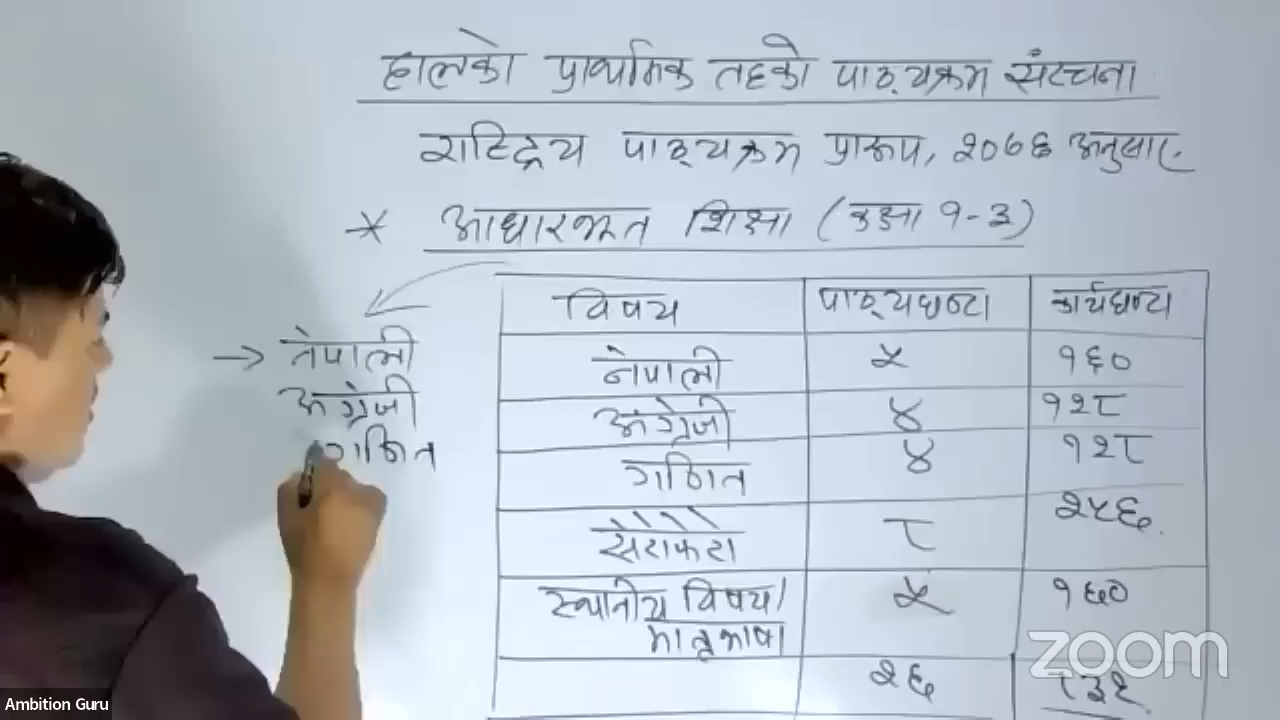 हालको प्राथमिक तहको पाठ्यक्रम संरचना
राष्ट्रिय पाठ्यक्रम प्रारूप, २०७६ अनुसार.
* आधारभूत शिक्षा (कक्षा १-३)
विषय पाठ्यघण्टा कार्यघण्टा
नेपाली ५ १६०
अंग्रेजी ४ १२८
गणित ४ १२८
सेरोफेरो ८ २५६
स्थानीय विषय/ मातृभाषा ५ १६०
२६ ८३२
→ नेपाली
अंग्रेजी
गणित
zoom
Ambition Guru